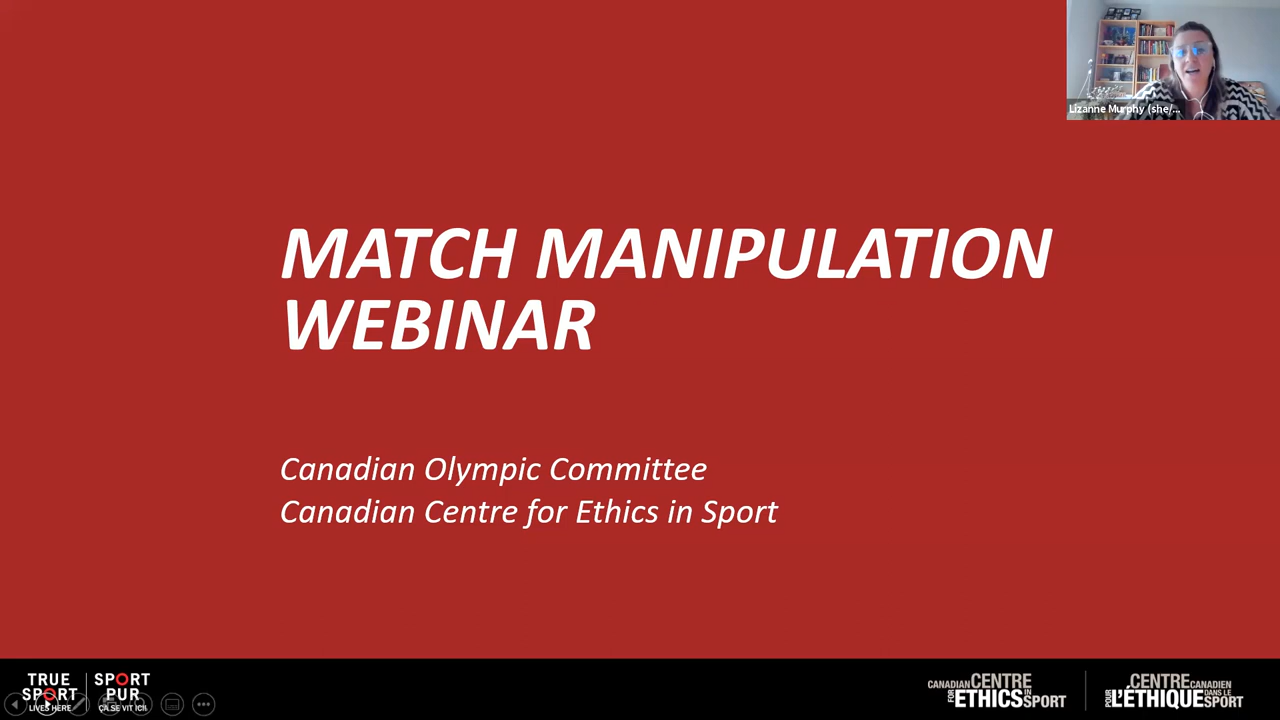 Lizanne Murphy (she/...
MATCH MANIPULATION
WEBINAR
Canadian Olympic Committee
Canadian Centre for Ethics in Sport
TRUE
SPORT
LIVES HERE
SPORT
PUR
ÇA SE VIT ICI
CANADIAN CENTRE
FOR ETHICS IN SPORT
CENTRE CANADIEN
POUR L'ÉTHIQUE DANS LE SPORT